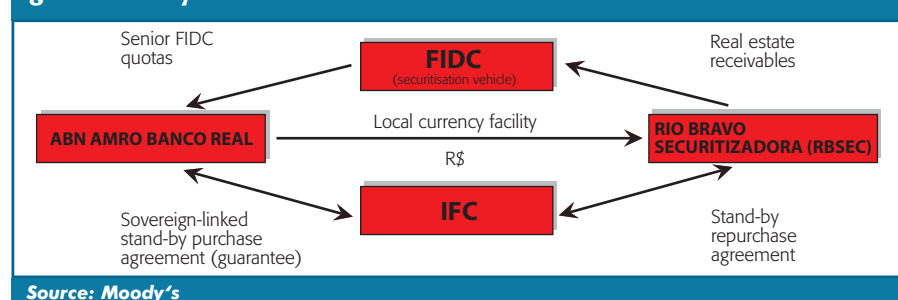 Senior FIDC
quotas
FIDC
(securitisation vehicle)
Real estate
receivables
ABN AMRO BANCO REAL
Local currency facility
R$
RIO BRAVO
SECURITIZADORA (RBSEC)
IFC
Sovereign-linked
stand-by purchase
agreement (guarantee)
Stand-by
repurchase
agreement
Source: Moody's